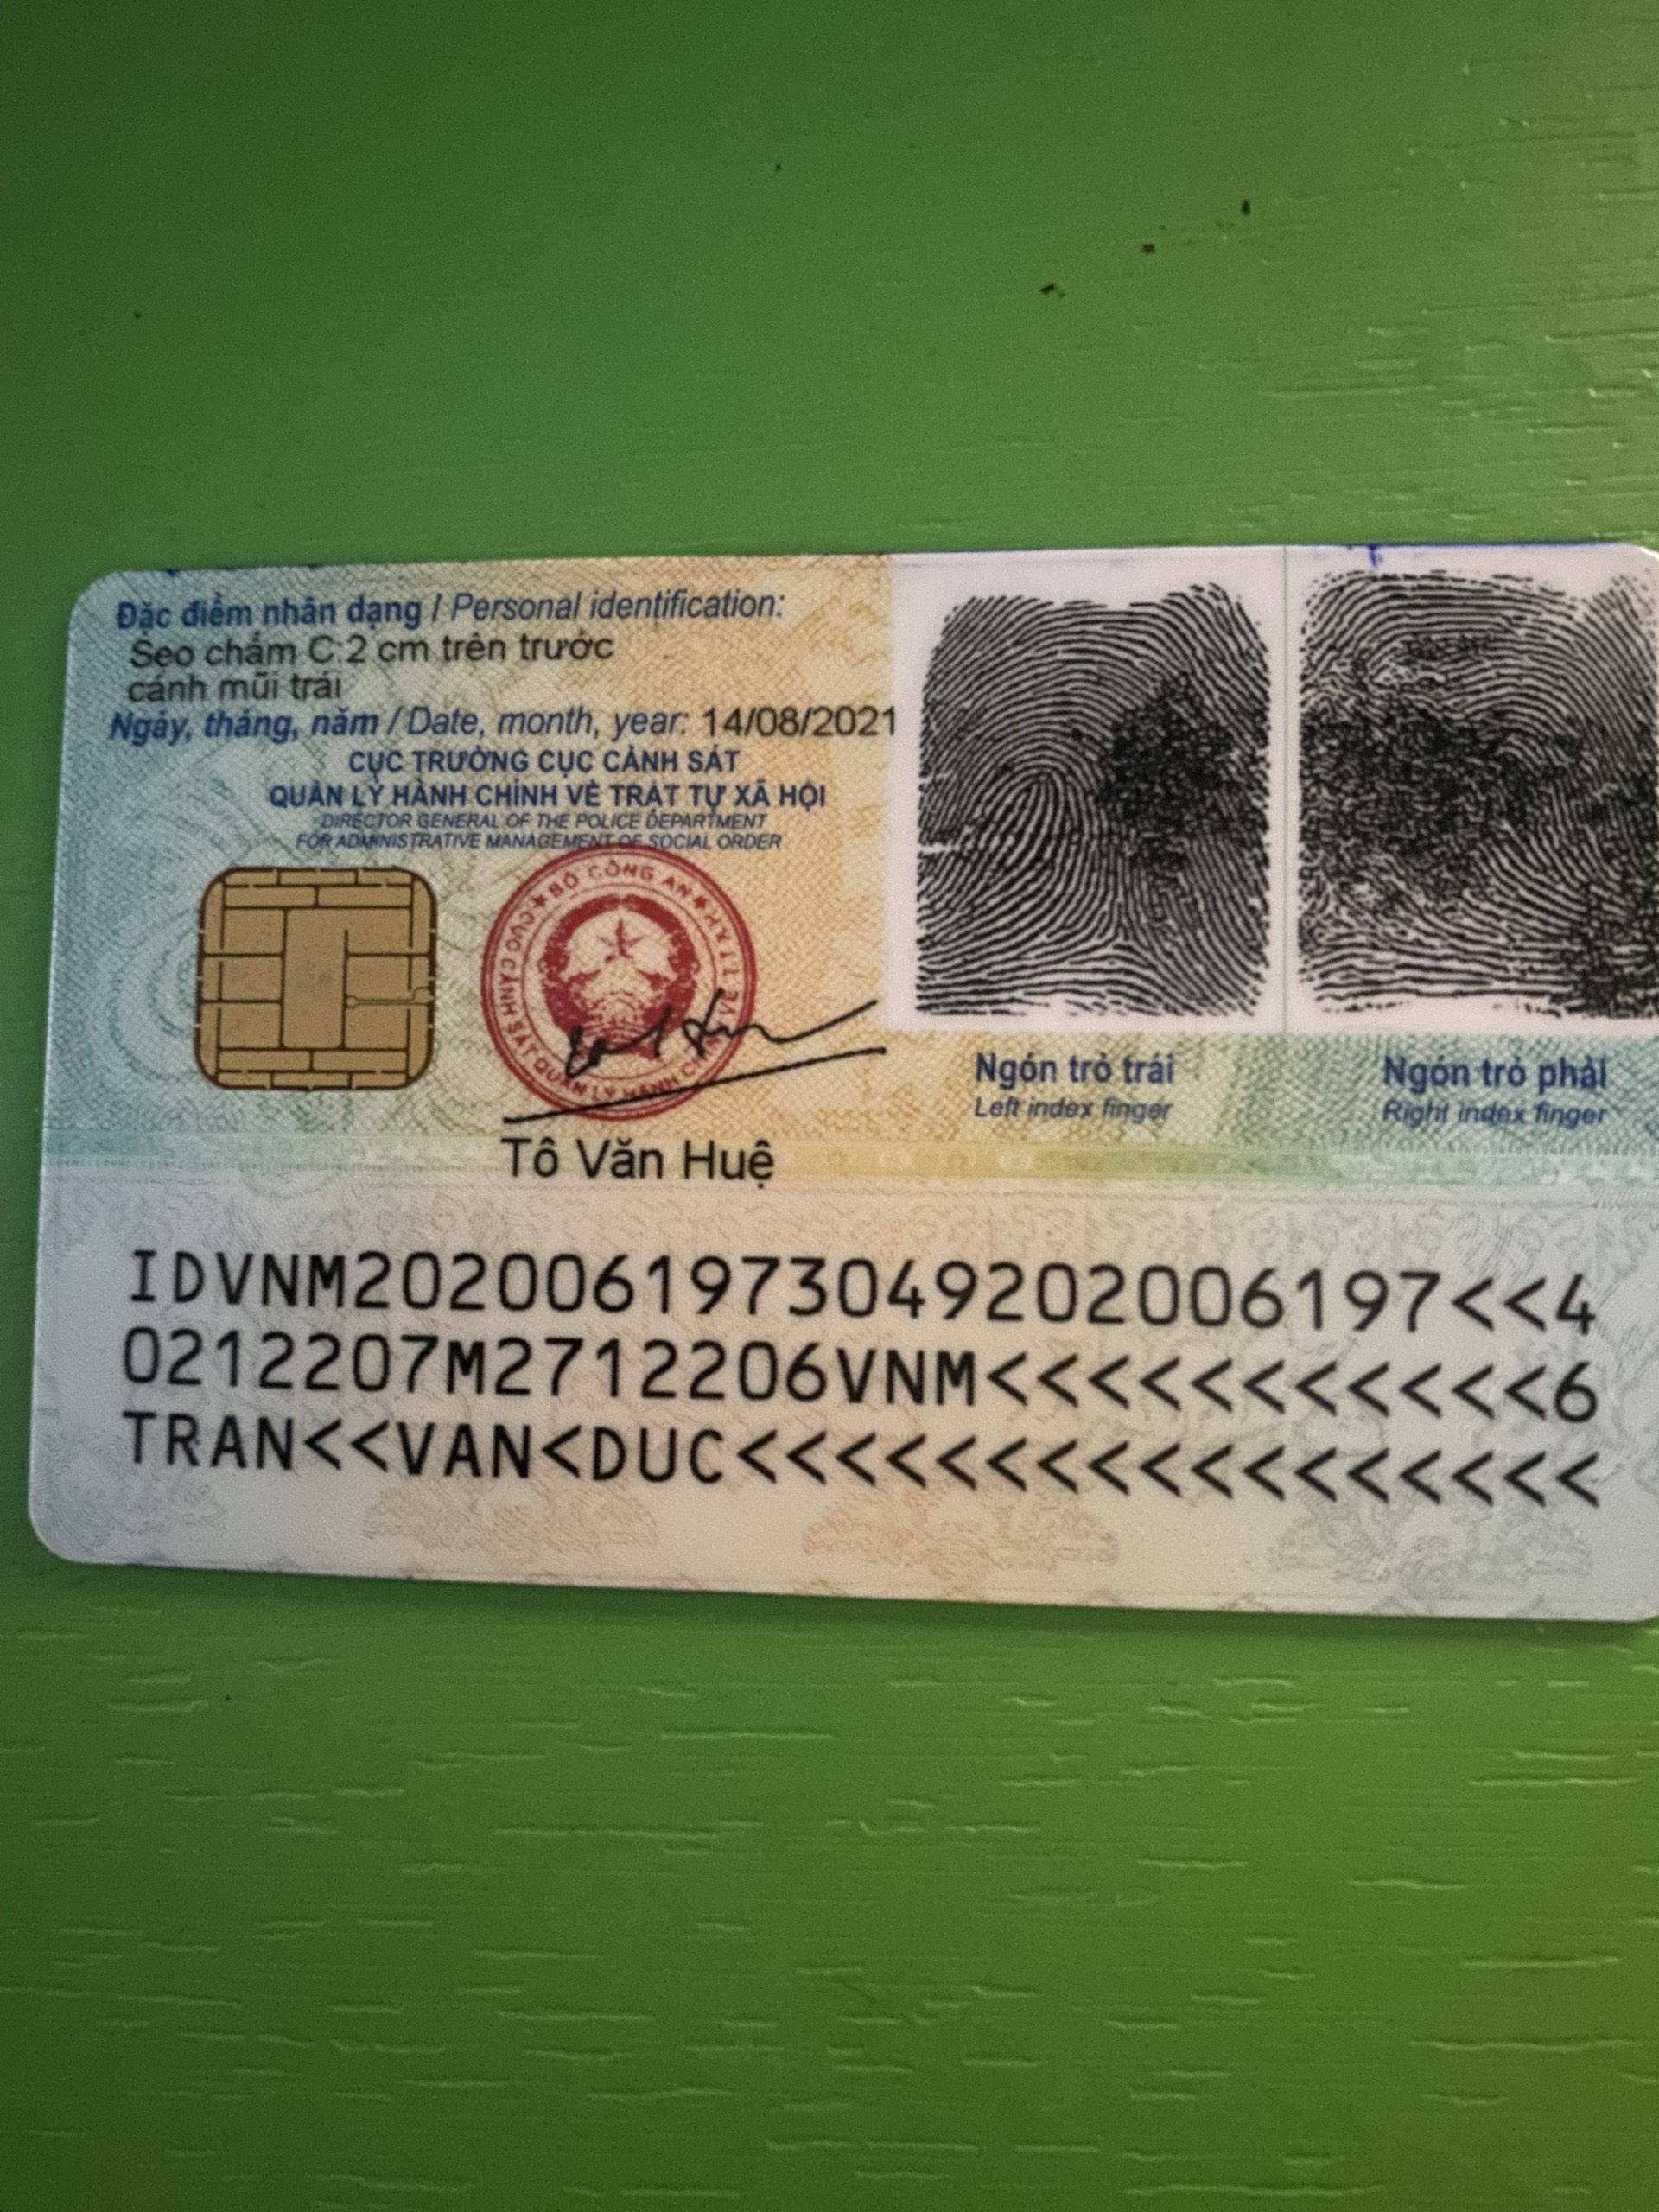 Đặc điểm nhân dạng / Personal identification:
Sẹo chấm C:2 cm trên trước
cánh mũi trái
Ngày, tháng, năm / Date, month, year: 14/08/2021
CỤC TRƯỞNG CỤC CẢNH SÁT
QUẢN LÝ HÀNH CHÍNH VỀ TRẬT TỰ XÃ HỘI
DIRECTOR GENERAL OF THE POLICE DEPARTMENT
FOR ADMINISTRATIVE MANAGEMENT OF SOCIAL ORDER
BỘ CÔNG AN
CỤC CẢNH SÁT QUẢN LÝ HÀNH CHÍNH VỀ TTXH
Tô Văn Huệ
Ngón trỏ trái
Left index finger
Ngón trỏ phải
Right index finger
IDVNM2020061973049202006197<<4
0212207M2712206VNM<<<<<<<<<<<6
TRAN<<VAN<DUC<<<<<<<<<<<<<<<<<